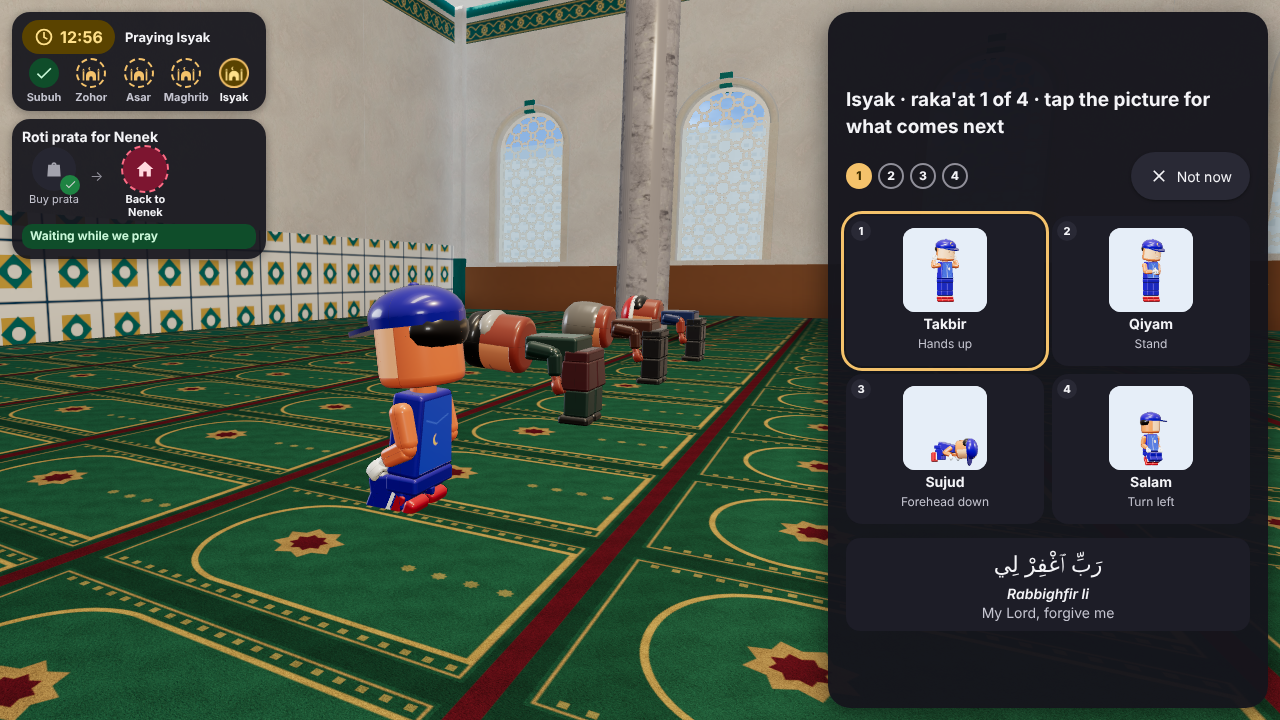 12:56
Praying Isyak
Subuh
Zohor
Asar
Maghrib
Isyak
Roti prata for Nenek
Buy prata
→
Back to
Nenek
Waiting while we pray
Isyak · raka'at 1 of 4 · tap the picture for
what comes next
1
2
3
4
Not now
1
Takbir
Hands up
2
Qiyam
Stand
3
Sujud
Forehead down
4
Salam
Turn left
رَبِّ ٱغْفِرْ لِي
Rabbighfir li
My Lord, forgive me